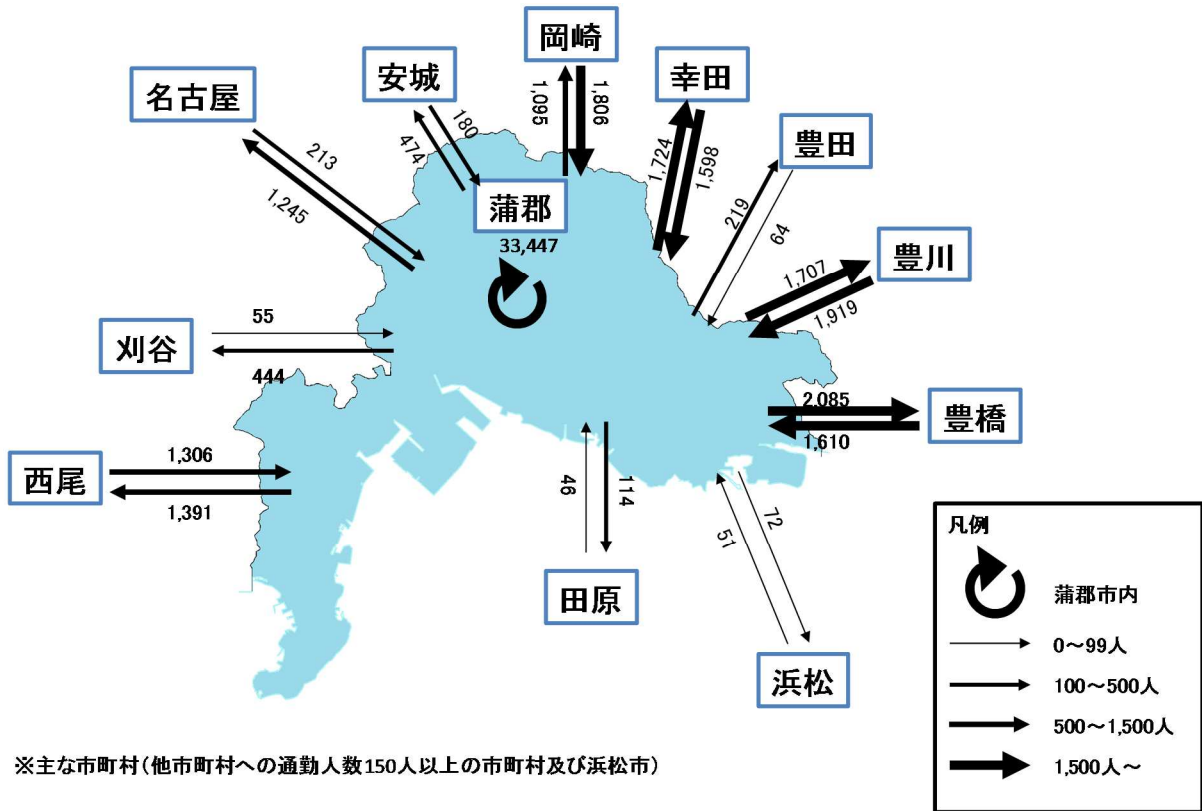 岡崎
安城
幸田
名古屋
1,095
1,806
180
474
豊田
213
1,245
1,724
1,598
蒲郡
33,447
219
64
豊川
1,707
1,919
55
刈谷
444
2,085
豊橋
1,610
1,306
西尾
1,391
46
114
72
51
田原
浜松
凡例
蒲郡市内
0～99人
100～500人
500～1,500人
1,500人～
※主な市町村(他市町村への通勤人数150人以上の市町村及び浜松市)